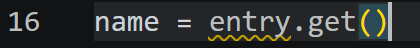 16 name = entry.get()